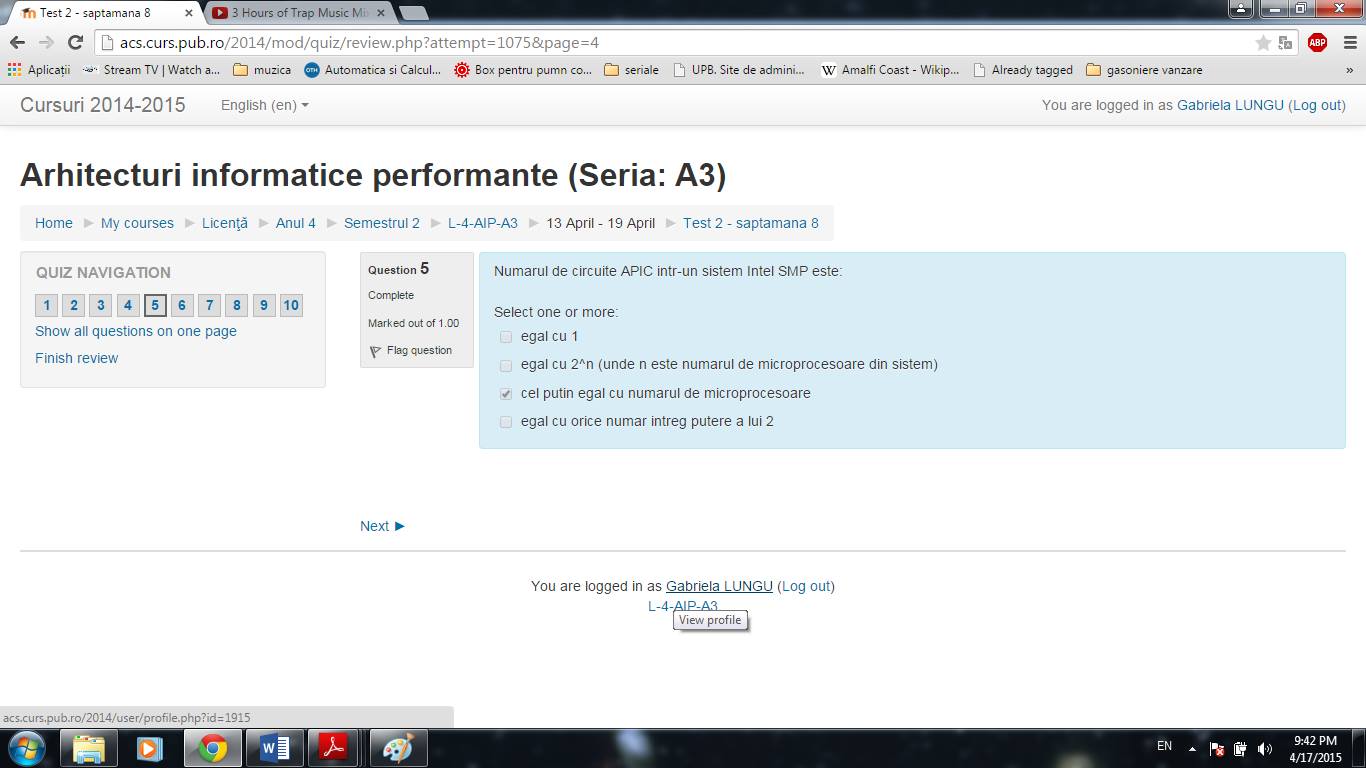 Test 2 - saptamana 8
3 Hours of Trap Music Mix
acs.curs.pub.ro/2014/mod/quiz/review.php?attempt=1075&page=4
ABP
Aplicații
Stream TV | Watch a...
muzica
OTH
Automatica si Calcul...
Box pentru pumn co...
seriale
UPB. Site de admini...
W
Amalfi Coast - Wikip...
Already tagged
gasoniere vanzare
»
Cursuri 2014-2015
English (en)
You are logged in as Gabriela LUNGU (Log out)
Arhitecturi informatice performante (Seria: A3)
Home ► My courses ► Licenţă ► Anul 4 ► Semestrul 2 ► L-4-AIP-A3 ► 13 April - 19 April ► Test 2 - saptamana 8
QUIZ NAVIGATION
1 2 3 4 5 6 7 8 9 10
Show all questions on one page
Finish review
Question 5
Complete
Marked out of 1.00
Flag question
Numarul de circuite APIC intr-un sistem Intel SMP este:
Select one or more:
egal cu 1
egal cu 2^n (unde n este numarul de microprocesoare din sistem)
cel putin egal cu numarul de microprocesoare
egal cu orice numar intreg putere a lui 2
Next ►
You are logged in as Gabriela LUNGU (Log out)
L-4-AIP-A3
View profile
acs.curs.pub.ro/2014/user/profile.php?id=1915
EN
9:42 PM
4/17/2015